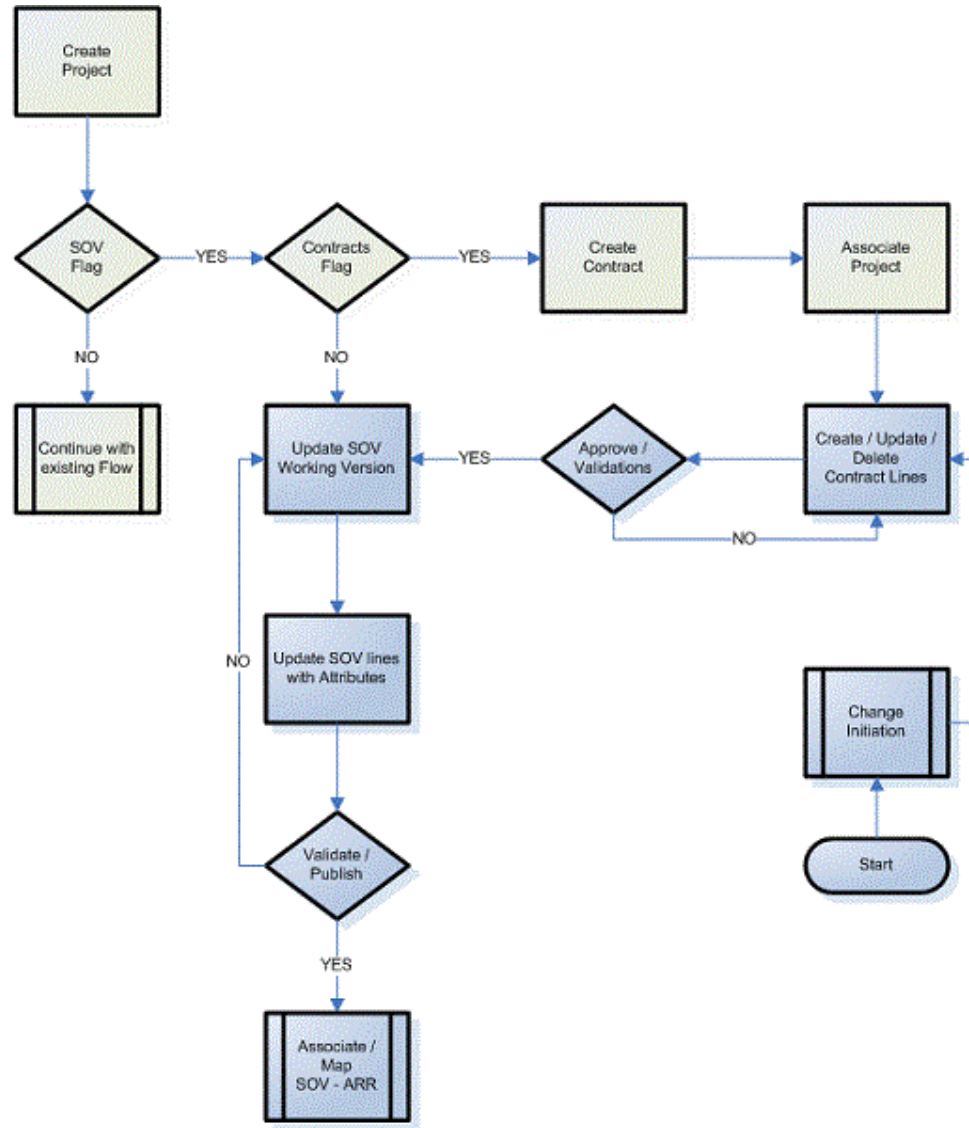 Create
Project
SOV
Flag
YES
Contracts
Flag
YES
Create
Contract
Associate
Project
NO
NO
Continue with
existing Flow
Update SOV
Working Version
YES
Approve /
Validations
Create / Update /
Delete
Contract Lines
NO
NO
Update SOV lines
with Attributes
Change
Initiation
Validate /
Publish
Start
YES
Associate /
Map
SOV - ARR